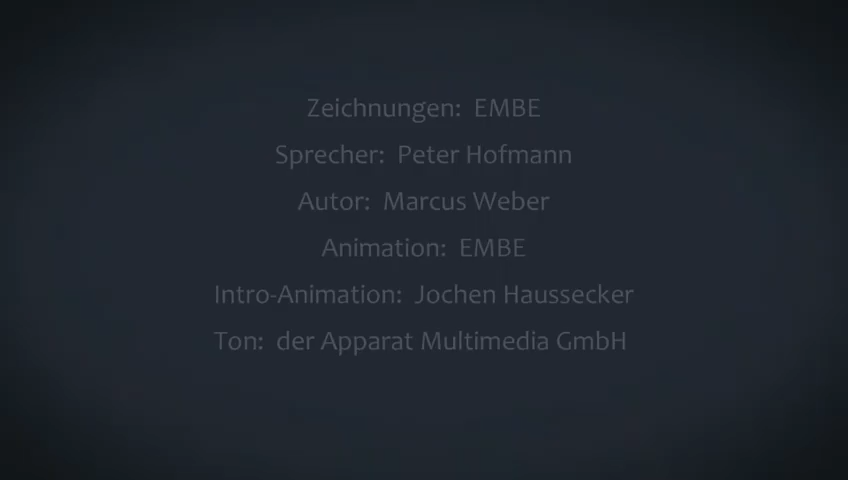 Zeichnungen: EMBE
Sprecher: Peter Hofmann
Autor: Marcus Weber
Animation: EMBE
Intro-Animation: Jochen Haussecker
Ton: der Apparat Multimedia GmbH